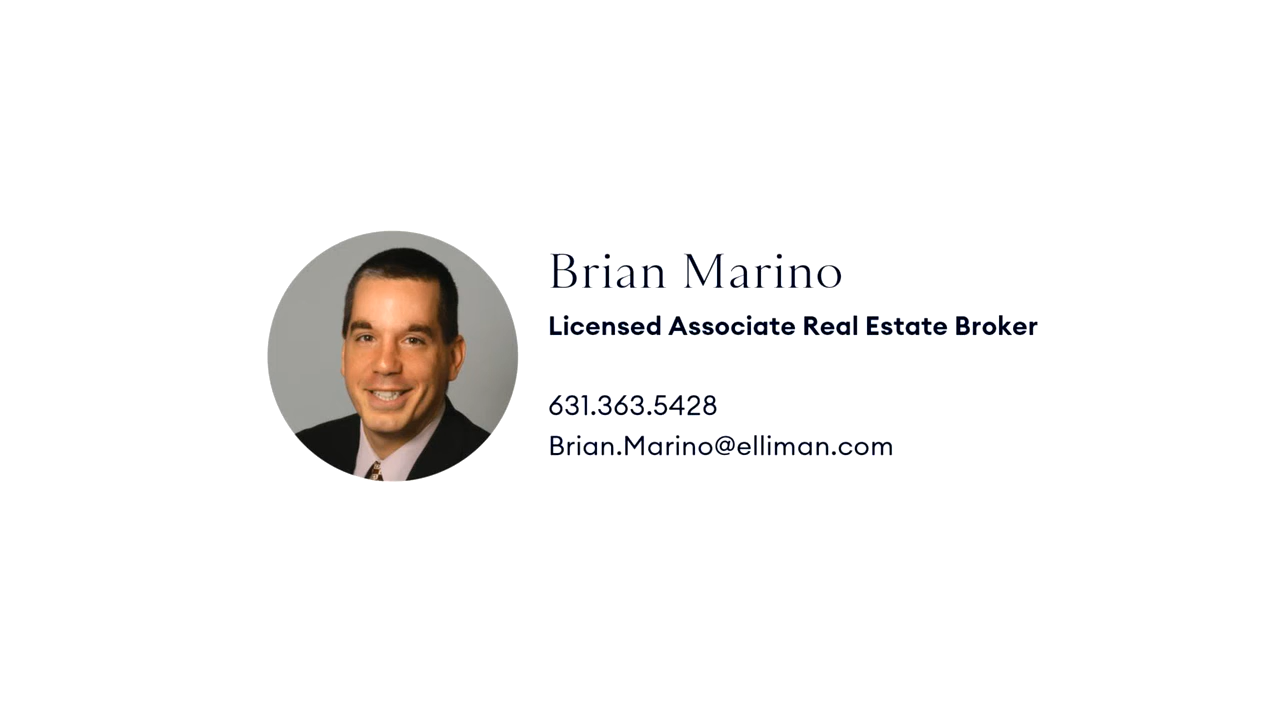 Brian Marino
Licensed Associate Real Estate Broker
631.363.5428
Brian.Marino@elliman.com